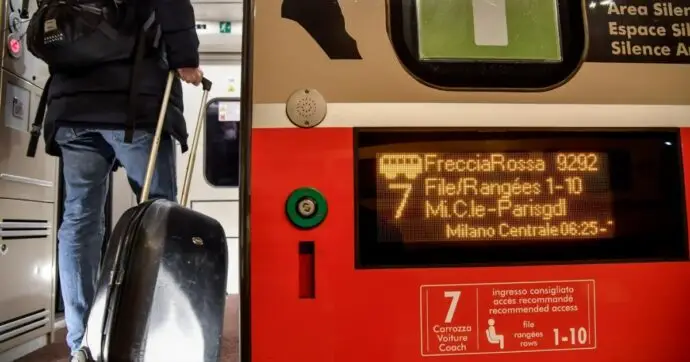 Area Silen
Espace Silen
Silence A
FrecciaRossa 9292
7 File/Rangées 1-10
Mi.C.le-Parisgdl
Milano Centrale 06:25-
7
Carrozza
Voiture
Coach
ingresso consigliato
accès recommandé
recommended access
file
rangées
rows
1-10